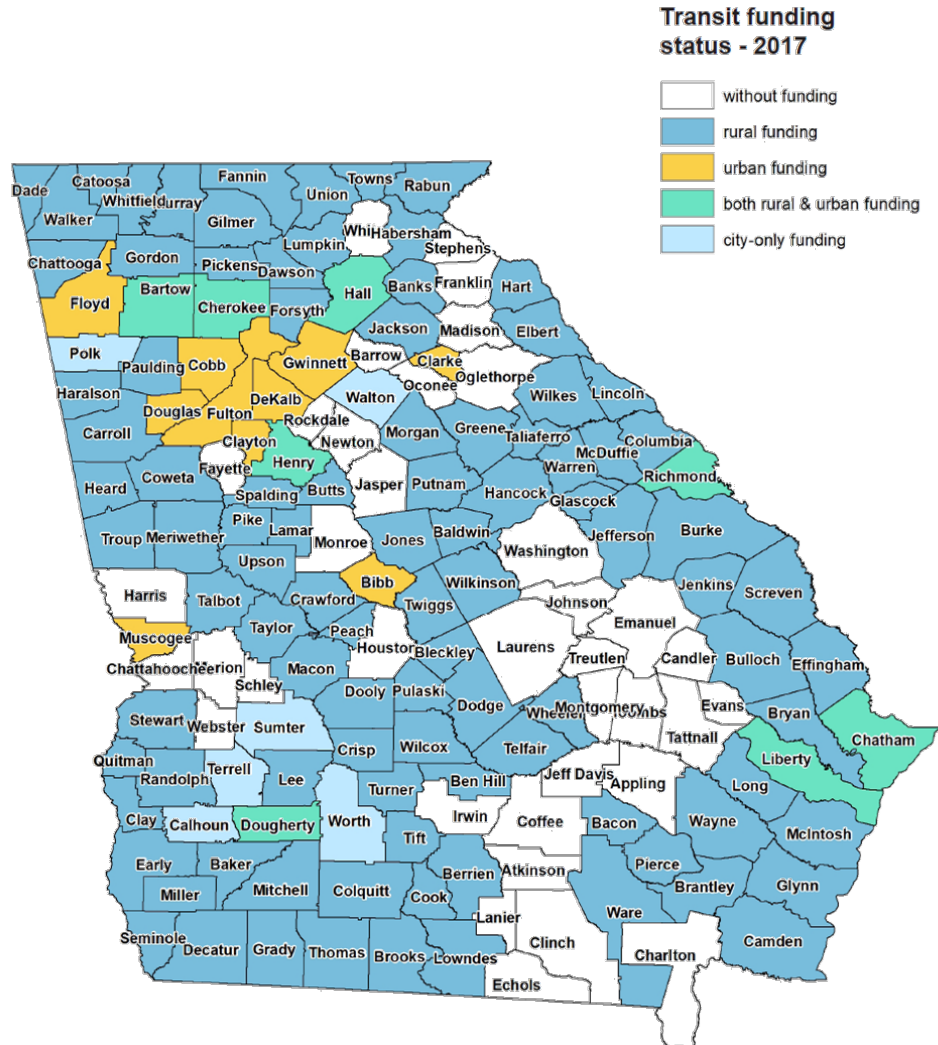 Transit funding
status - 2017
without funding
rural funding
urban funding
both rural & urban funding
city-only funding
Dade
Catoosa
Whitfield
Fannin
Union
Towns
Rabun
Walker
Gilmer
Habersham
Lumpkin
Stephens
Chattooga
Gordon
Pickens
Dawson
Floyd
Bartow
Cherokee
Forsyth
Hall
Banks
Franklin
Hart
Jackson
Madison
Elbert
Polk
Paulding
Cobb
Gwinnett
Barrow
Clarke
Oconee
Oglethorpe
Haralson
Douglas
Fulton
DeKalb
Walton
Wilkes
Lincoln
Carroll
Clayton
Rockdale
Newton
Morgan
Greene
Taliaferro
Columbia
McDuffie
Warren
Richmond
Heard
Coweta
Fayette
Henry
Spalding
Butts
Jasper
Putnam
Hancock
Glascock
Troup
Meriwether
Pike
Lamar
Monroe
Jones
Baldwin
Washington
Jefferson
Burke
Upson
Harris
Talbot
Crawford
Bibb
Twiggs
Wilkinson
Johnson
Emanuel
Jenkins
Screven
Muscogee
Taylor
Peach
Houston
Bleckley
Laurens
Treutlen
Candler
Bulloch
Effingham
Chattahoochee
Schley
Macon
Dooly
Pulaski
Dodge
Wheeler
Montgomery
Evans
Tattnall
Bryan
Chatham
Stewart
Webster
Sumter
Crisp
Wilcox
Telfair
Liberty
Quitman
Randolph
Terrell
Lee
Turner
Ben Hill
Jeff Davis
Appling
Long
Clay
Calhoun
Dougherty
Worth
Irwin
Coffee
Bacon
Wayne
McIntosh
Tift
Early
Baker
Miller
Mitchell
Colquitt
Cook
Berrien
Atkinson
Pierce
Brantley
Glynn
Ware
Lanier
Clinch
Charlton
Camden
Seminole
Decatur
Grady
Thomas
Brooks
Lowndes
Echols